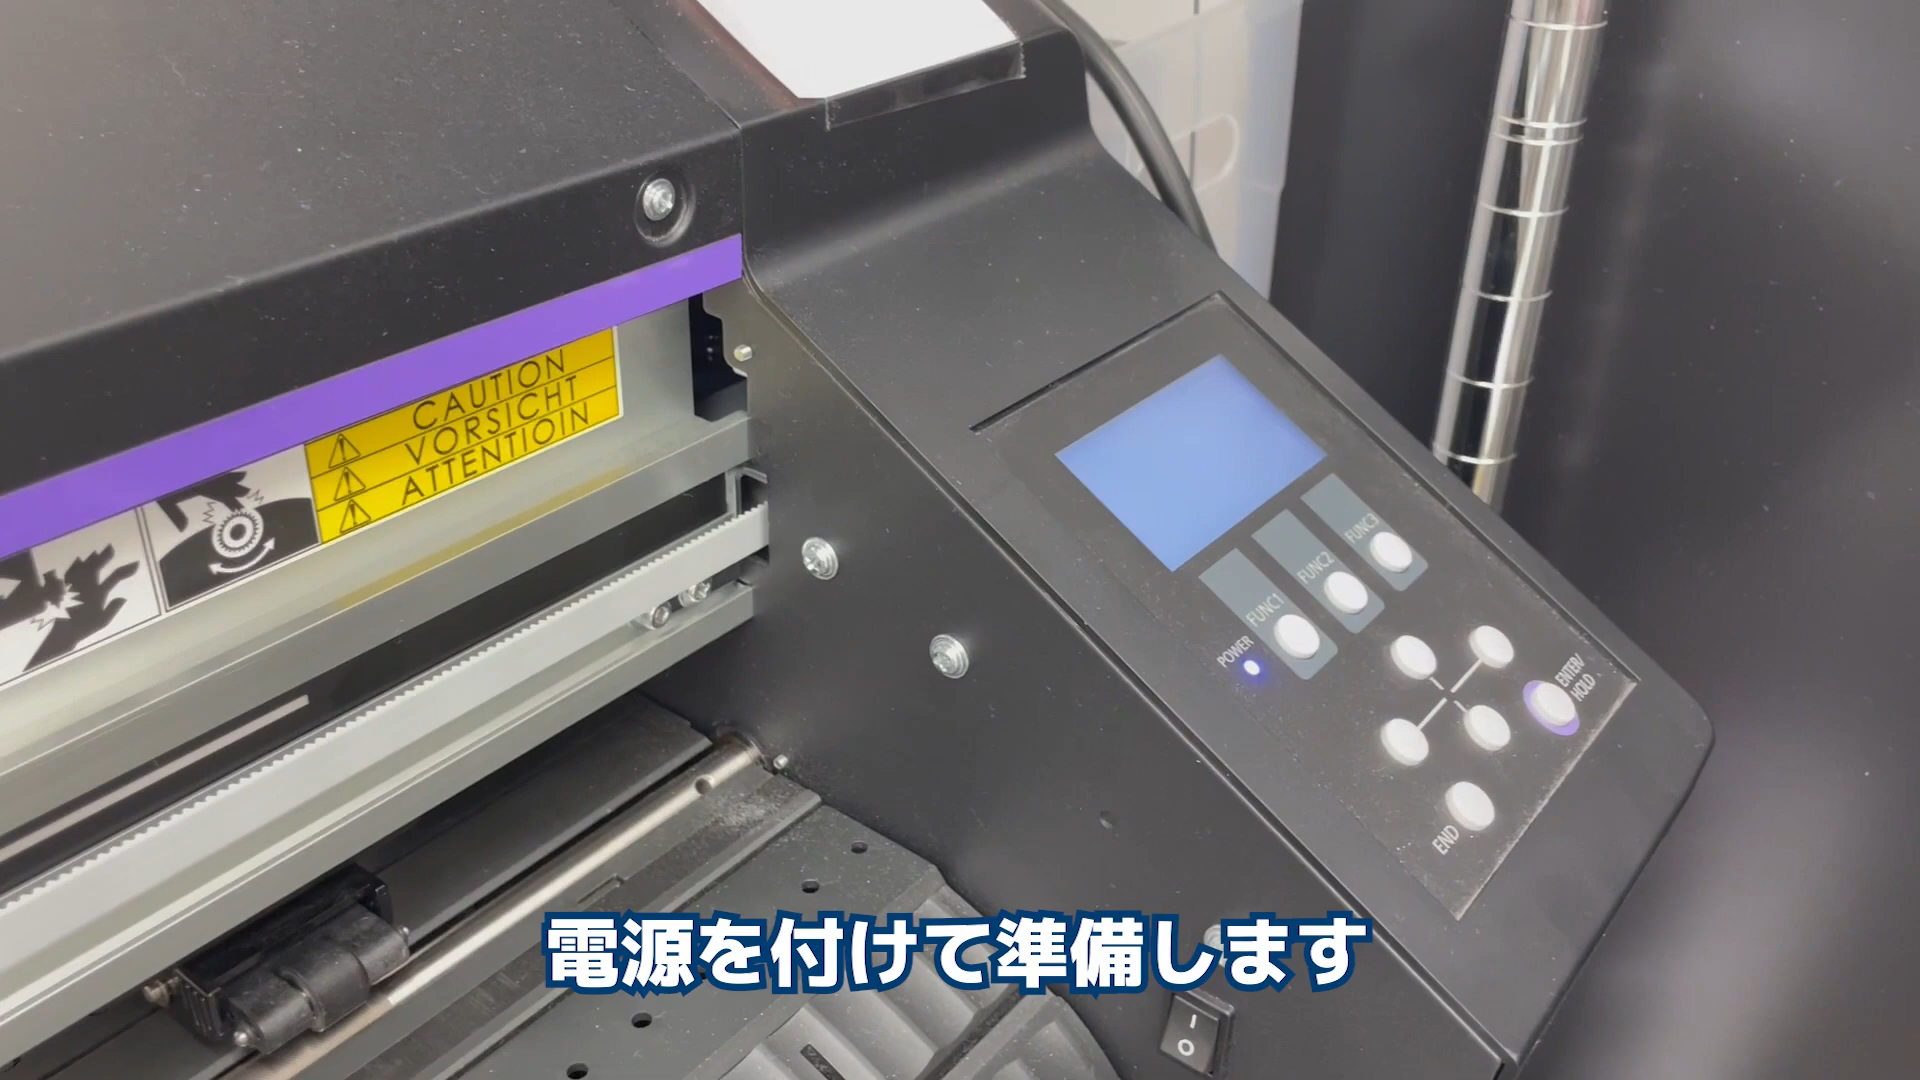 CAUTION
VORSICHT
ATTENTIOIN
FUNC1
FUNC2
FUNC3
POWER
ENTER/
HOLD
END
電源を付けて準備します
I
O